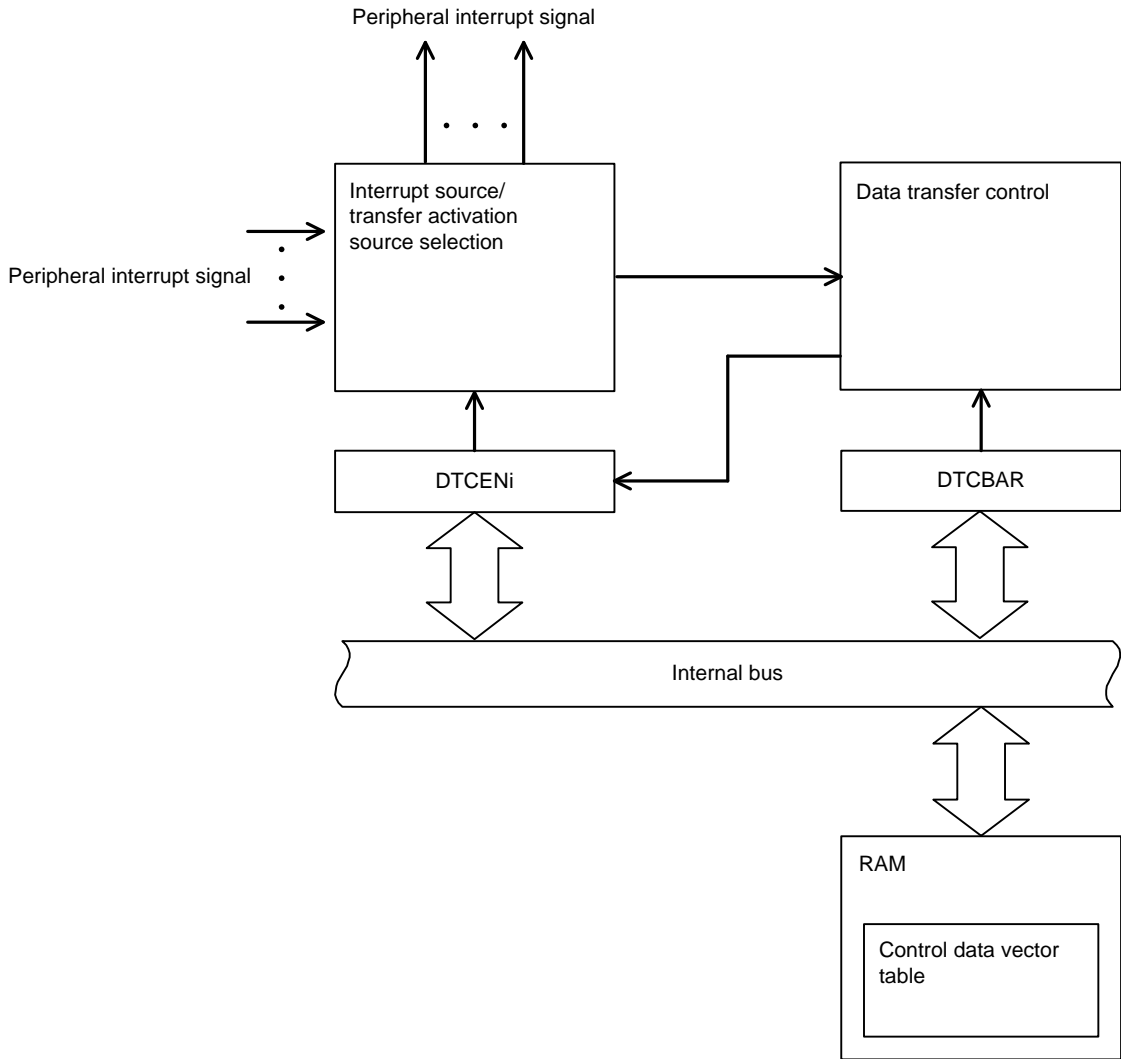 Peripheral interrupt signal
Interrupt source/
transfer activation
source selection
Data transfer control
Peripheral interrupt signal
DTCENi
DTCBAR
Internal bus
RAM
Control data vector
table